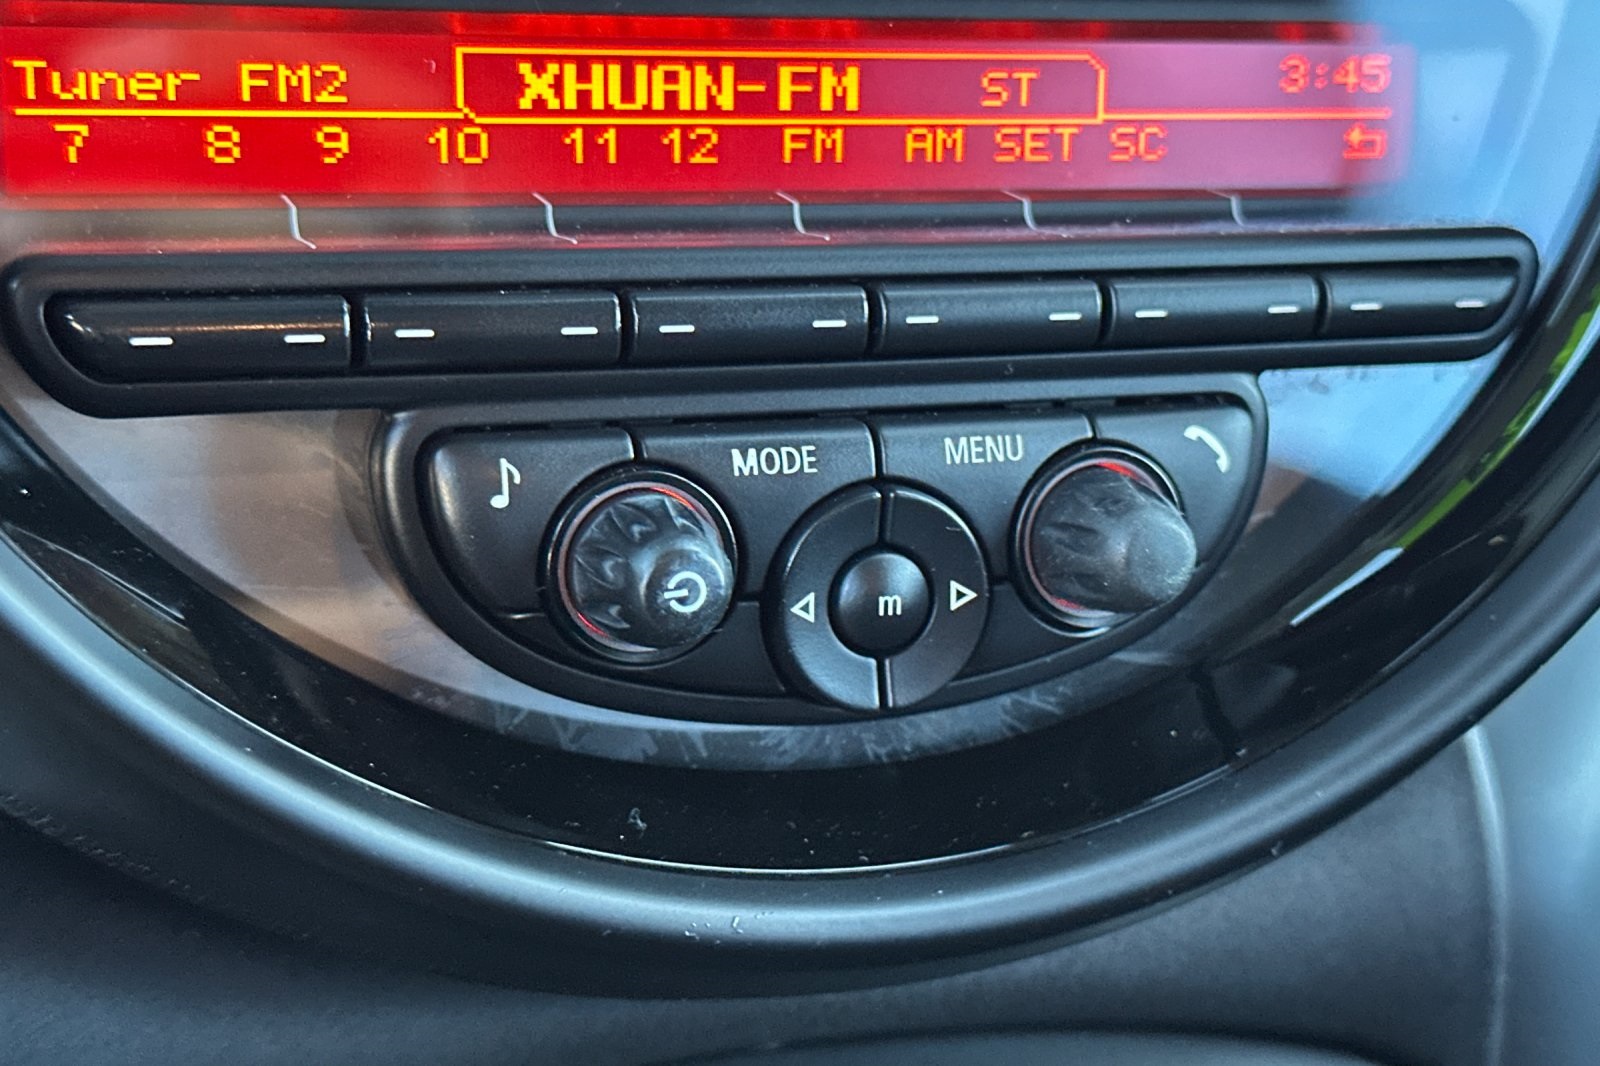 Tuner FM2 XHUAN-FM ST 3:45
7 8 9 10 11 12 FM AM SET SC
MODE MENU
m